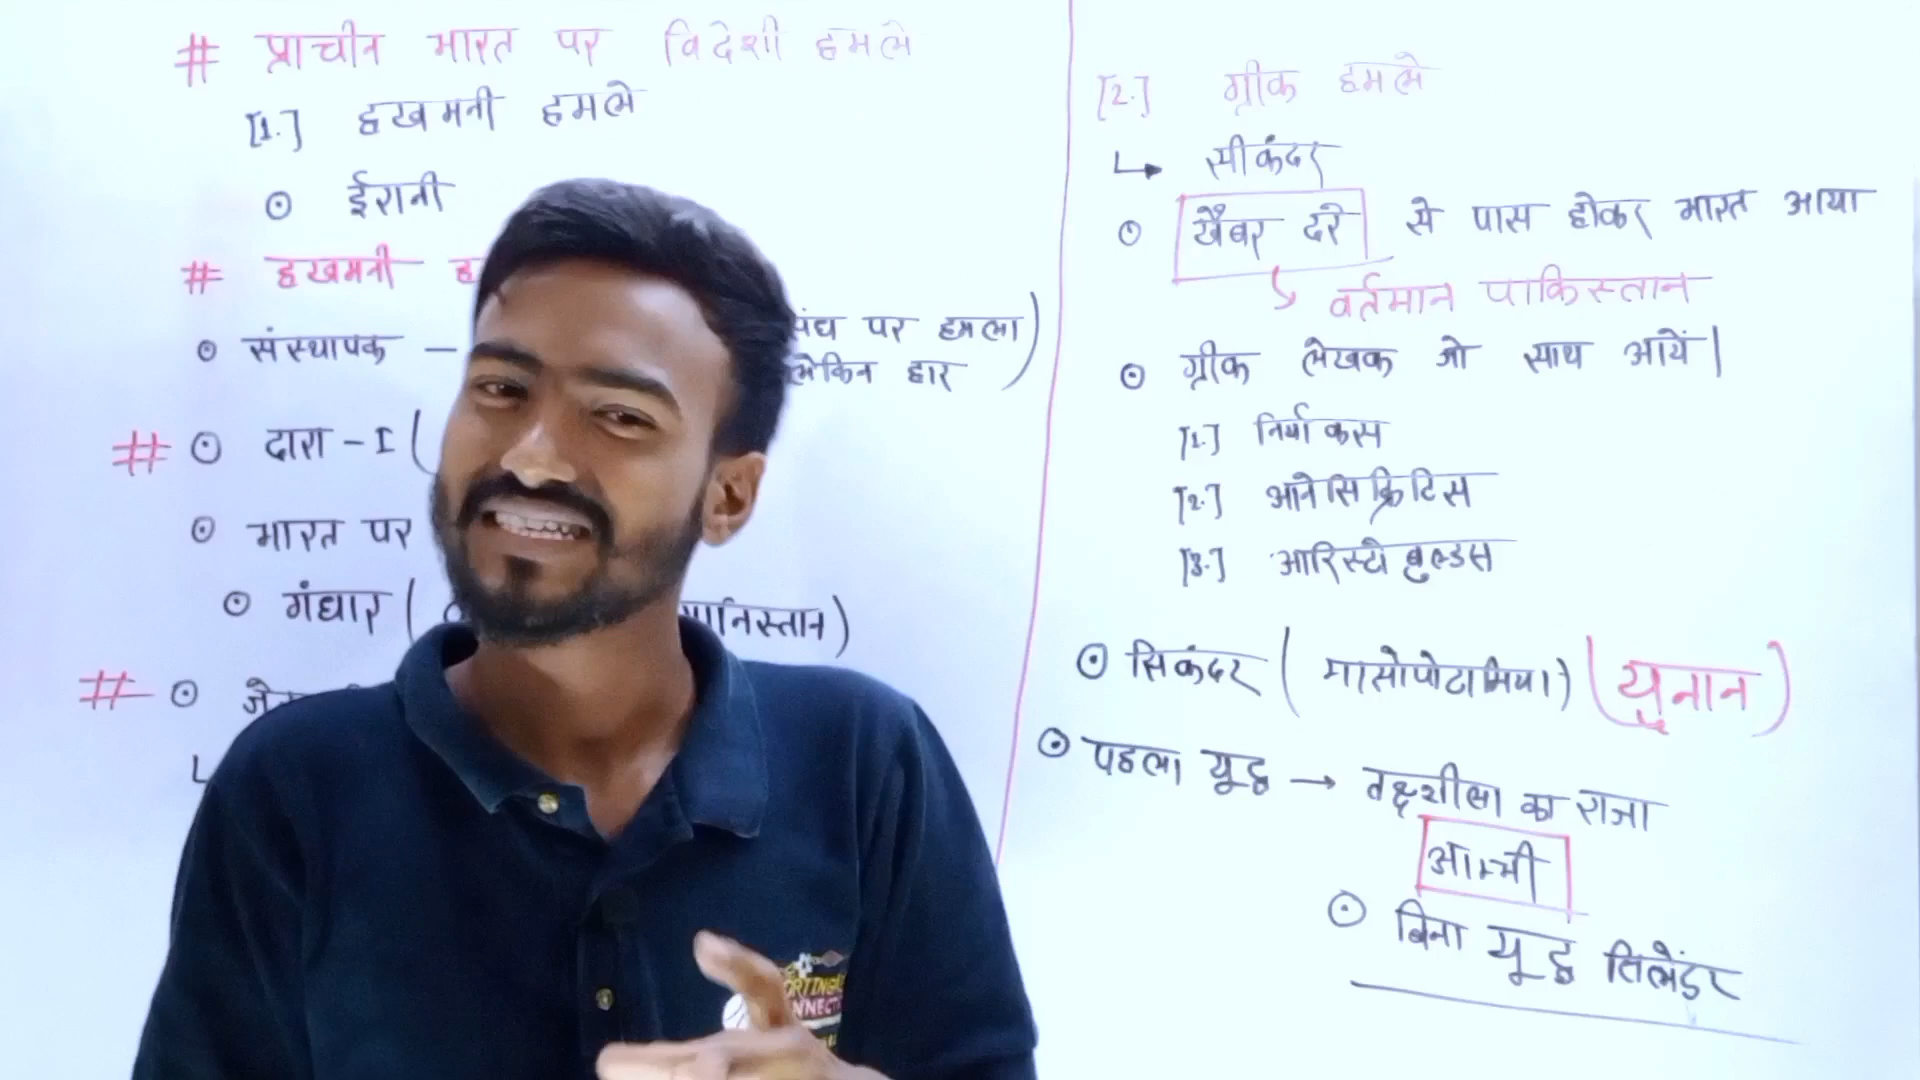 # प्राचीन भारत पर विदेशी हमले
[1.] हखमनी हमले
ईरानी
# हखमनी ह
संस्थापक –
संघ पर हमला)
लेकिन हार
# दारा - I (
भारत पर
गंधार (
ानिस्तान)
#
[2.] ग्रीक हमले
सीकंदर
खैबर दर्रे से पास होकर भारत आया
वर्तमान पाकिस्तान
ग्रीक लेखक जो साथ आयें|
[1.] निर्याकस
[2.] आनेसिक्रिटिस
[3.] आरिस्टोबुल्डस
सिकंदर ( मासोपोटामिया) (युनान)
पहला यूद्ध → तक्षशीला का राजा
आम्भी
बिना यूद्ध सिलेंडर
ORTING
NNECT